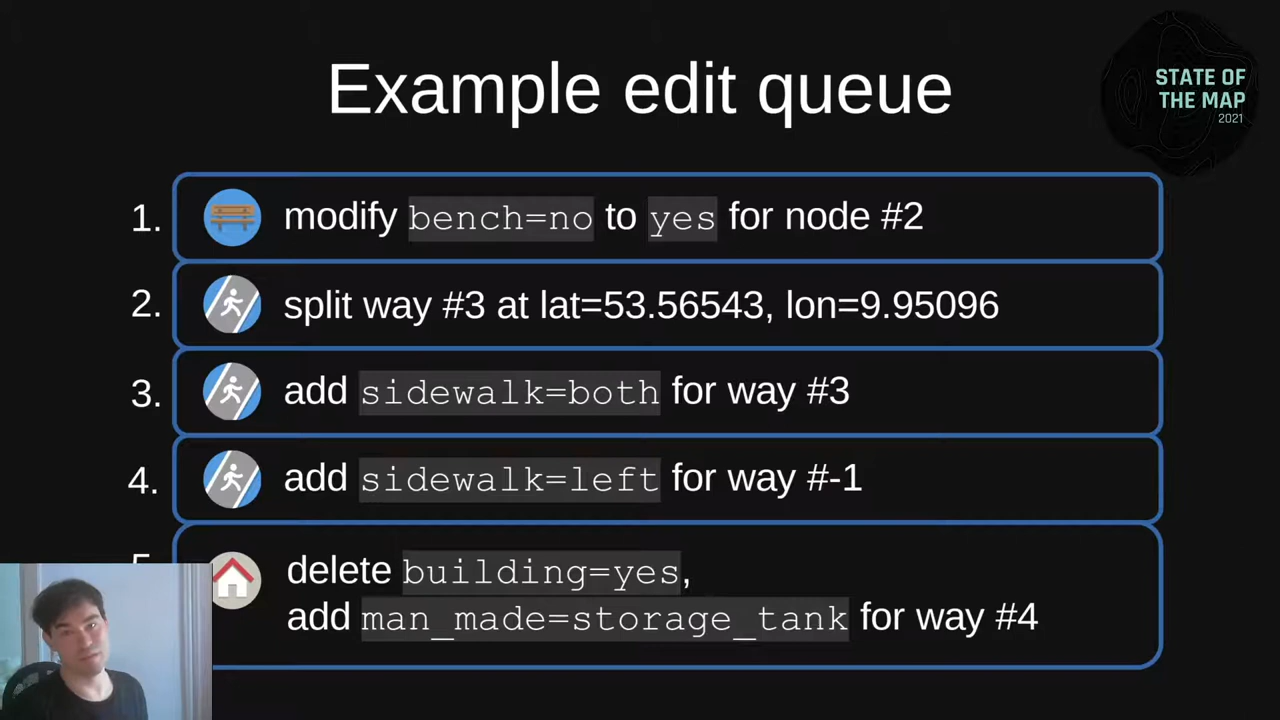 Example edit queue
STATE OF
THE MAP
2021
1. modify bench=no to yes for node #2
2. split way #3 at lat=53.56543, lon=9.95096
3. add sidewalk=both for way #3
4. add sidewalk=left for way #-1
delete building=yes,
add man_made=storage_tank for way #4